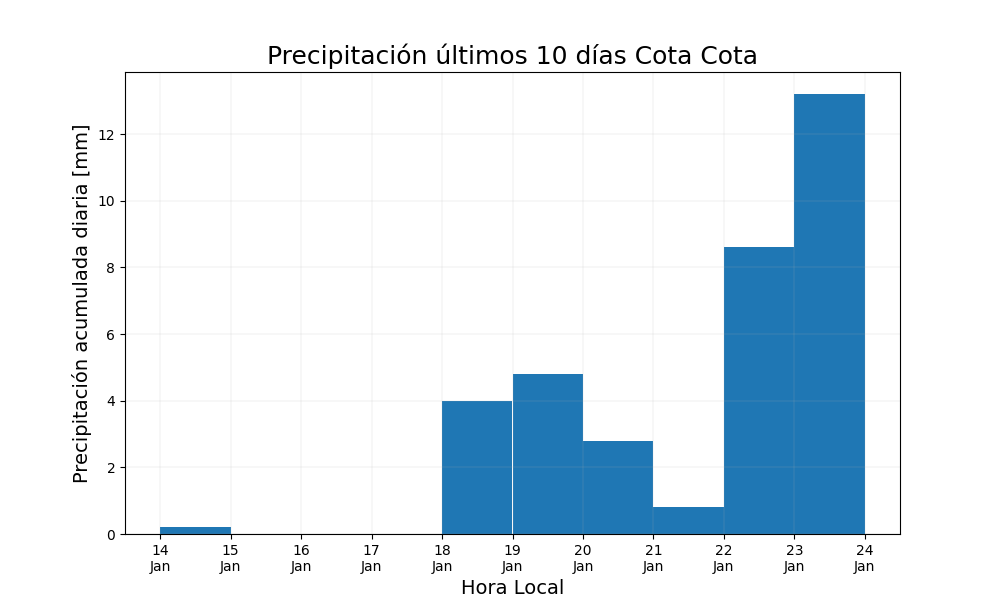 Precipitación últimos 10 días Cota Cota
Precipitación acumulada diaria [mm]
12
10
8
6
4
2
0
14 15 16 17 18 19 20 21 22 23 24
Jan Jan Jan Jan Jan Jan Jan Jan Jan Jan Jan
Hora Local